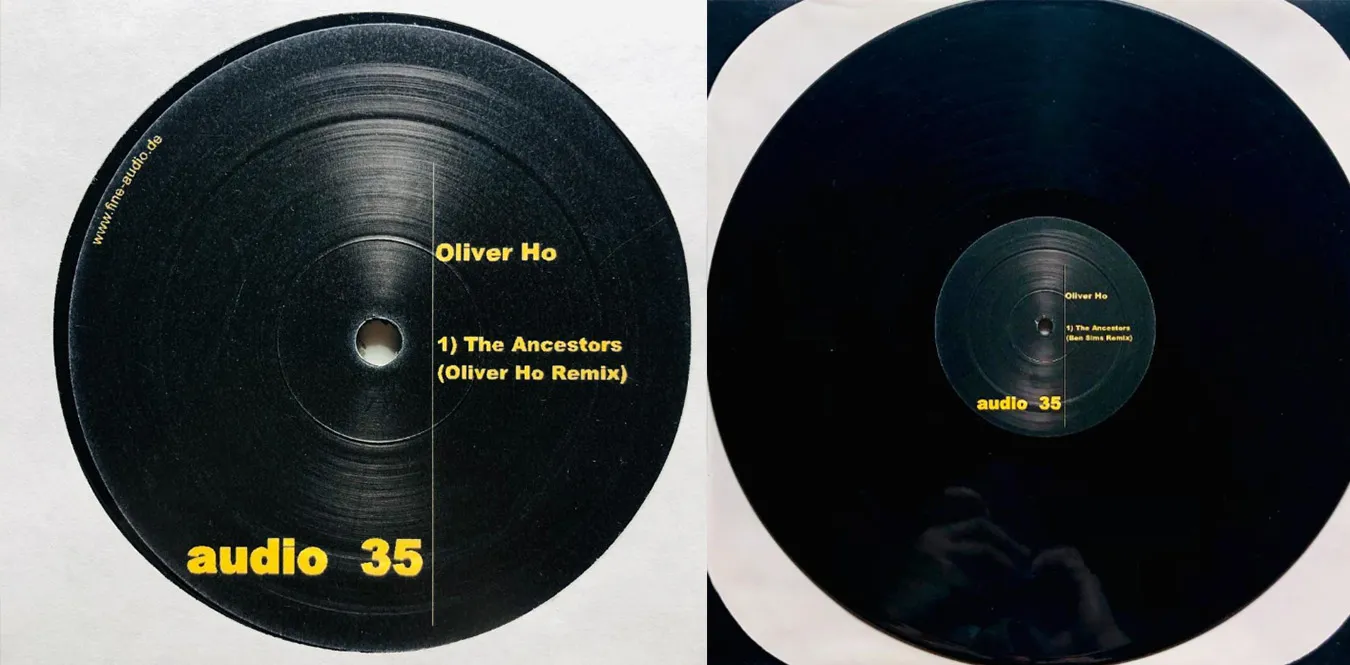 www.fine-audio.de
Oliver Ho
1) The Ancestors
(Oliver Ho Remix)
audio 35
Oliver Ho
1) The Ancestors
(Ben Sims Remix)
audio 35